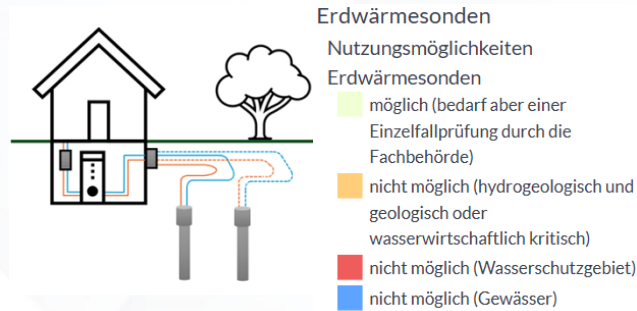 Erdwärmesonden
Nutzungsmöglichkeiten
Erdwärmesonden
möglich (bedarf aber einer
Einzelfallprüfung durch die
Fachbehörde)
nicht möglich (hydrogeologisch und
geologisch oder
wasserwirtschaftlich kritisch)
nicht möglich (Wasserschutzgebiet)
nicht möglich (Gewässer)